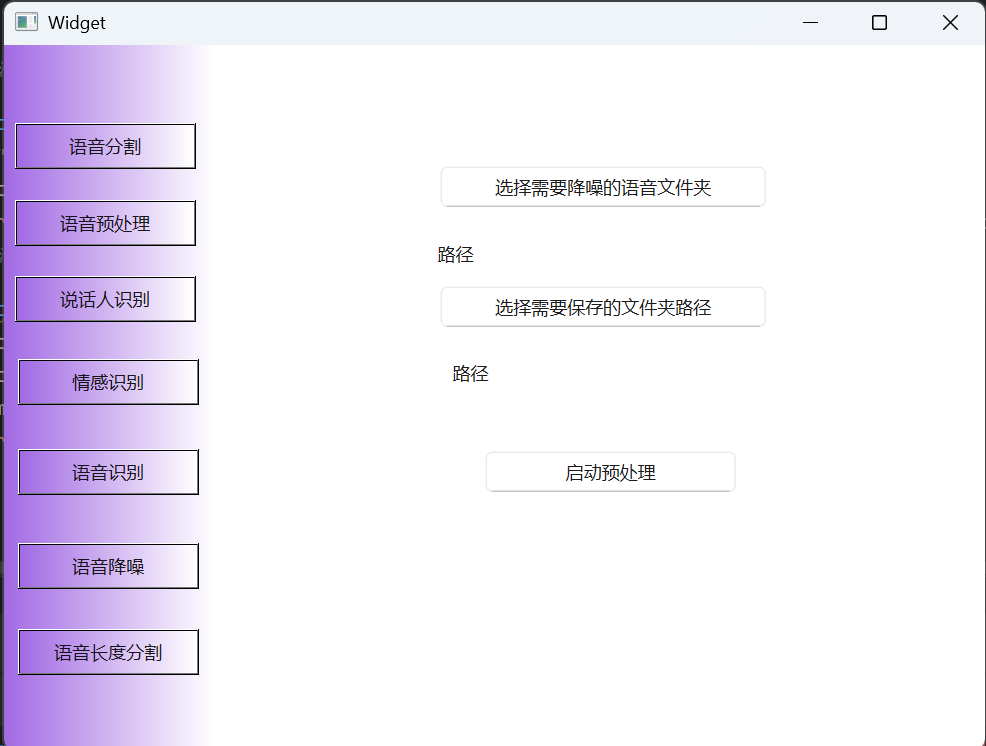 Widget
语音分割
语音预处理
说话人识别
情感识别
语音识别
语音降噪
语音长度分割
选择需要降噪的语音文件夹
路径
选择需要保存的文件夹路径
路径
启动预处理